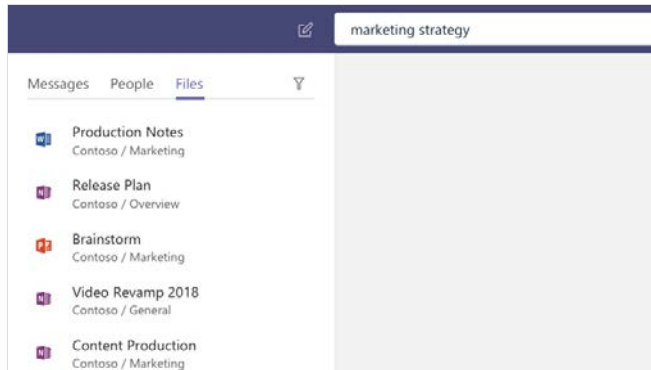 marketing strategy
Messages People Files
Production Notes
Contoso / Marketing
Release Plan
Contoso / Overview
Brainstorm
Contoso / Marketing
Video Revamp 2018
Contoso / General
Content Production
Contoso / Marketing